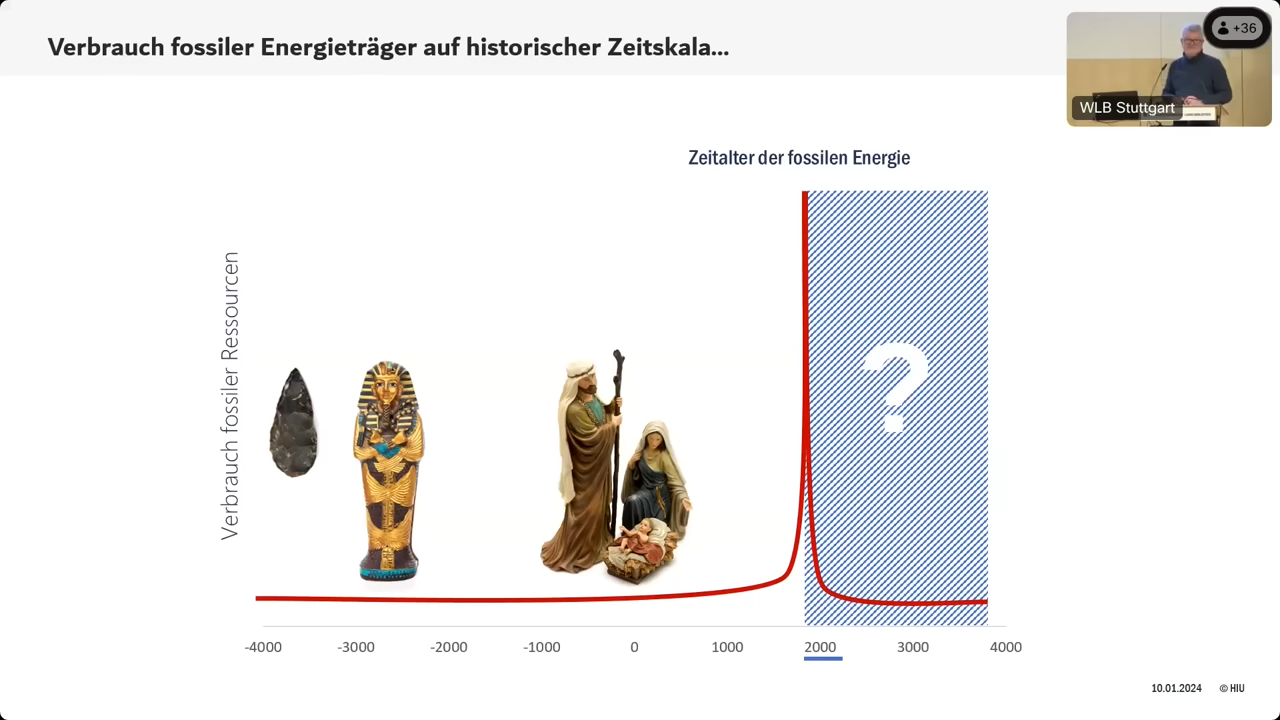 Verbrauch fossiler Energieträger auf historischer Zeitskala...
+36
WLB Stuttgart
Zeitalter der fossilen Energie
Verbrauch fossiler Ressourcen
?
-4000 -3000 -2000 -1000 0 1000 2000 3000 4000
10.01.2024 © HIU